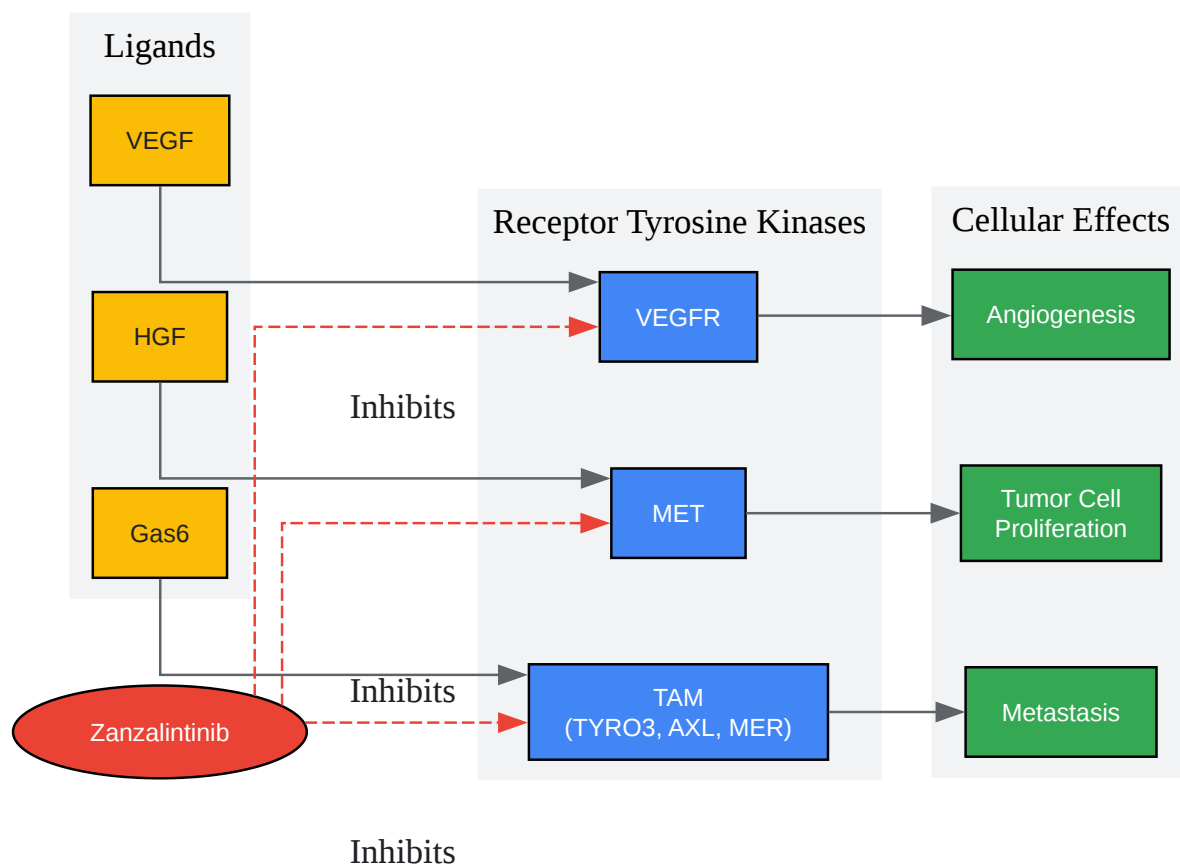 Ligands
VEGF
HGF
Gas6
Zanzalintinib
Inhibits
Inhibits
Inhibits
Receptor Tyrosine Kinases
VEGFR
MET
TAM
(TYRO3, AXL, MER)
Cellular Effects
Angiogenesis
Tumor Cell
Proliferation
Metastasis